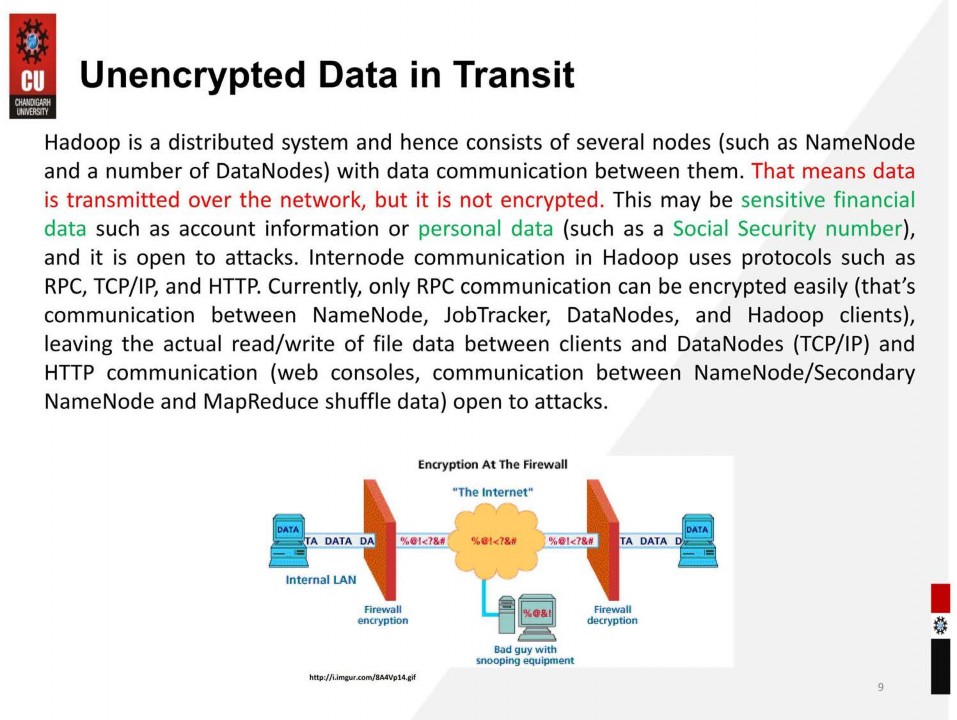 CU
CHANDIGARH
UNIVERSITY
Unencrypted Data in Transit
Hadoop is a distributed system and hence consists of several nodes (such as NameNode
and a number of DataNodes) with data communication between them. That means data
is transmitted over the network, but it is not encrypted. This may be sensitive financial
data such as account information or personal data (such as a Social Security number),
and it is open to attacks. Internode communication in Hadoop uses protocols such as
RPC, TCP/IP, and HTTP. Currently, only RPC communication can be encrypted easily (that’s
communication between NameNode, JobTracker, DataNodes, and Hadoop clients),
leaving the actual read/write of file data between clients and DataNodes (TCP/IP) and
HTTP communication (web consoles, communication between NameNode/Secondary
NameNode and MapReduce shuffle data) open to attacks.
Encryption At The Firewall
"The Internet"
DATA
TA DATA DA
%@!<?&#
%@!<?&#
%@!<?&#
TA DATA D
DATA
Internal LAN
Firewall
encryption
%@&!
Firewall
decryption
Bad guy with
snooping equipment
http://i.imgur.com/8A4Vp14.gif
9